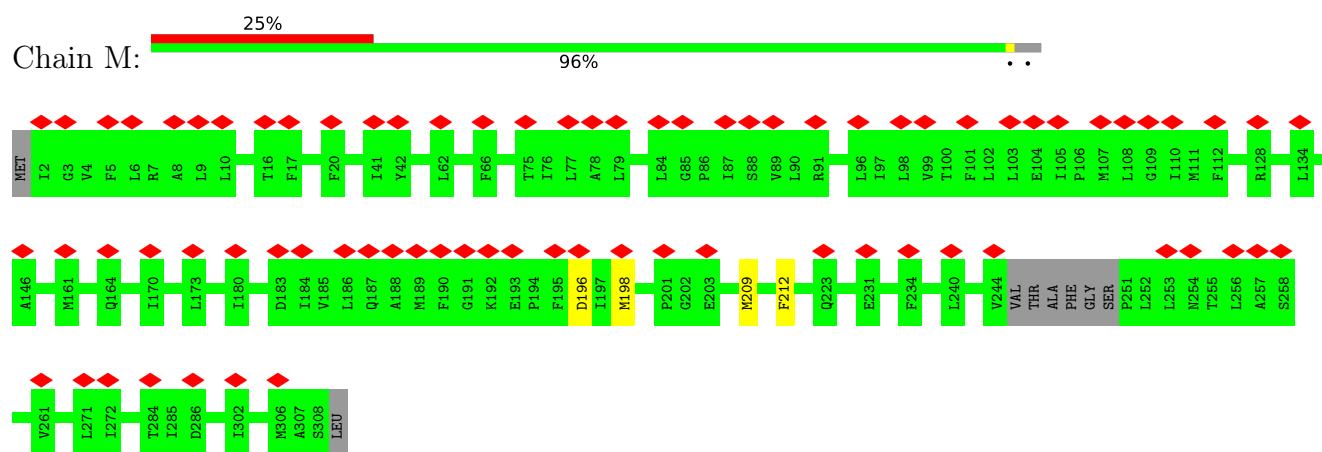 25%
Chain M:
96%
• •
MET I2 G3 V4 F5 L6 R7 A8 L9 L10 T16 F17 F20 I41 Y42 L62 F66 T75 I76 L77 A78 L79 L84 G85 P86 I87 S88 V89 L90 R91 L96 I97 L98 V99 T100 F101 L102 L103 E104 I105 P106 M107 L108 G109 I110 M111 F112 R128 L134
A146 M161 Q164 I170 L173 I180 D183 I184 V185 L186 Q187 A188 M189 F190 G191 K192 E193 P194 F195 D196 I197 M198 P201 G202 E203 M209 F212 Q223 E231 F234 L240 V244 VAL THR ALA PHE GLY SER P251 L252 L253 N254 T255 L256 A257 S258
V261 L271 I272 T284 I285 D286 I302 M306 A307 S308 LEU